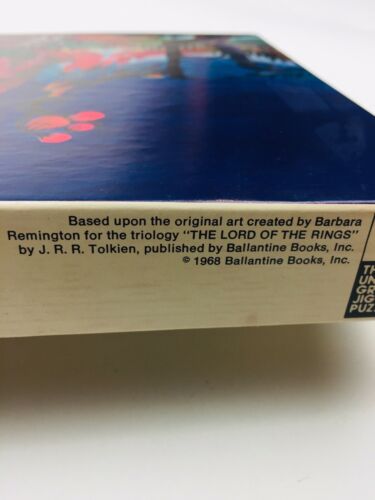 Based upon the original art created by Barbara
Remington for the triology "THE LORD OF THE RINGS"
by J. R. R. Tolkien, published by Ballantine Books, Inc.
© 1968 Ballantine Books, Inc.